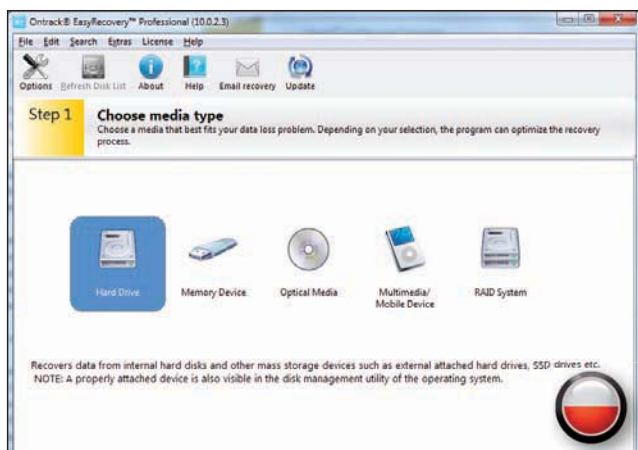 Ontrack® EasyRecovery™ Professional (10.0.2.3)
File Edit Search Extras License Help
Options Refresh Disk List About Help Email recovery Update
Step 1 Choose media type
Choose a media that best fits your data loss problem. Depending on your selection, the program can optimize the recovery
process.
Hard Drive Memory Device Optical Media Multimedia/ RAID System
Mobile Device
Recovers data from internal hard disks and other mass storage devices such as external attached hard drives, SSD drives etc.
NOTE: A properly attached device is also visible in the disk management utility of the operating system.